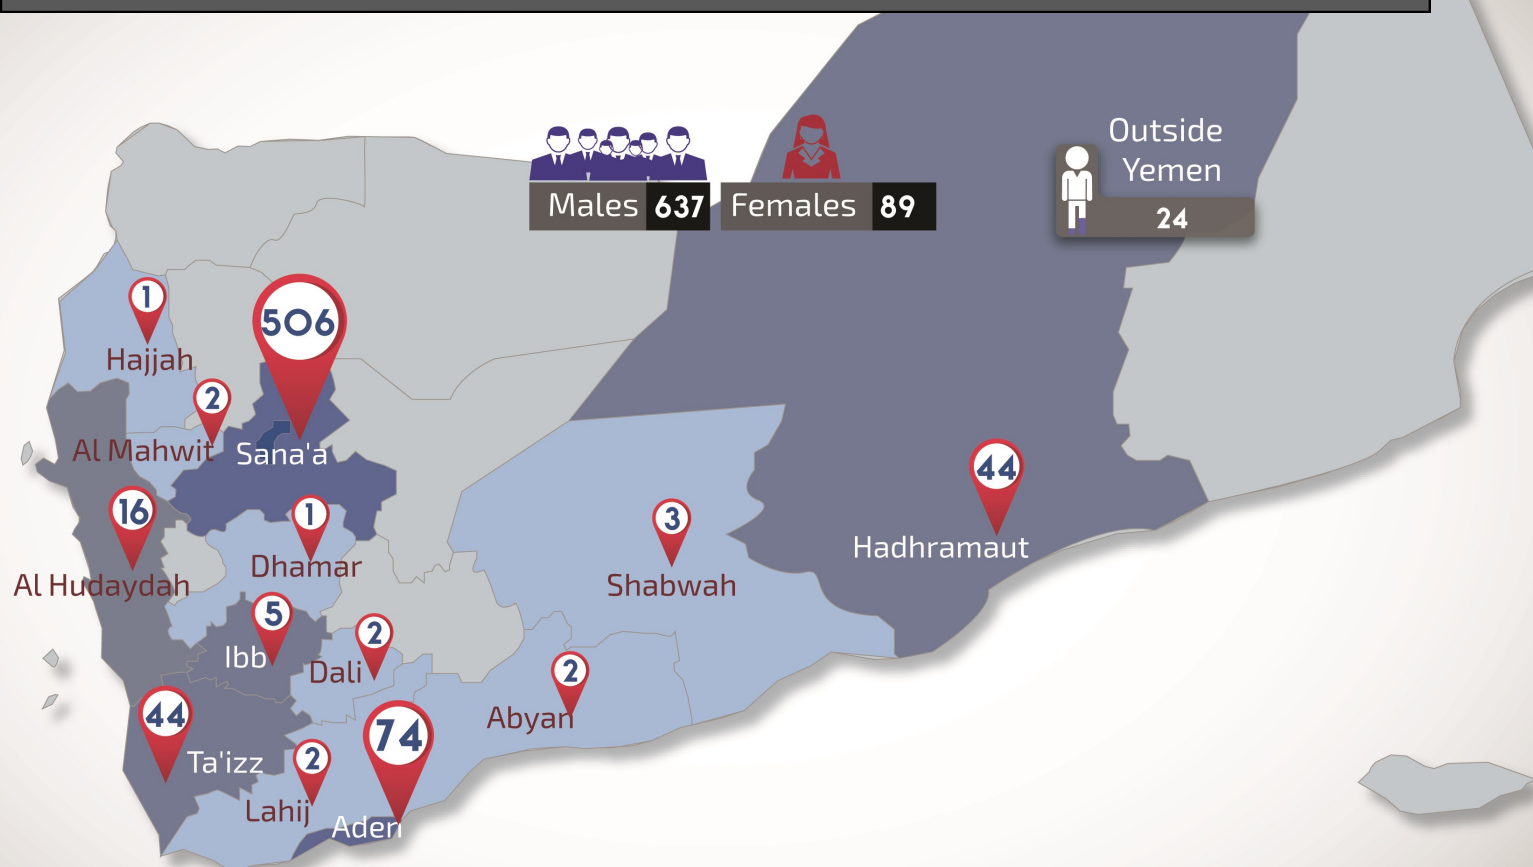 Outside
Yemen
24
Males 637
Females 89
1
Hajjah
506
Sana'a
2
Al Mahwit
16
Al Hudaydah
1
Dhamar
3
Shabwah
44
Hadhramaut
5
Ibb
2
Dali
2
Abyan
44
Ta'izz
74
Aden
2
Lahij